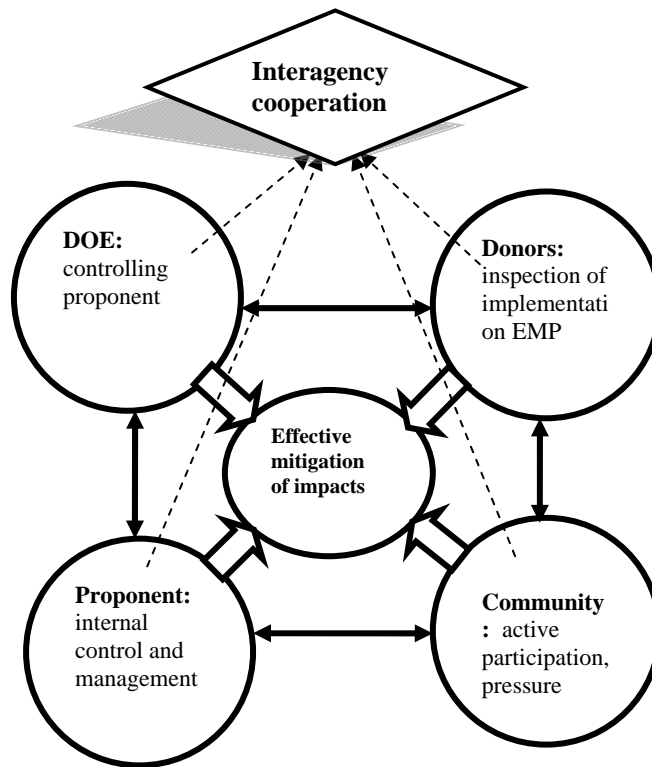 Interagency
cooperation
DOE:
controlling
proponent
Donors:
inspection of
implementati
on EMP
Effective
mitigation
of impacts
Proponent:
internal
control and
management
Community
: active
participation,
pressure